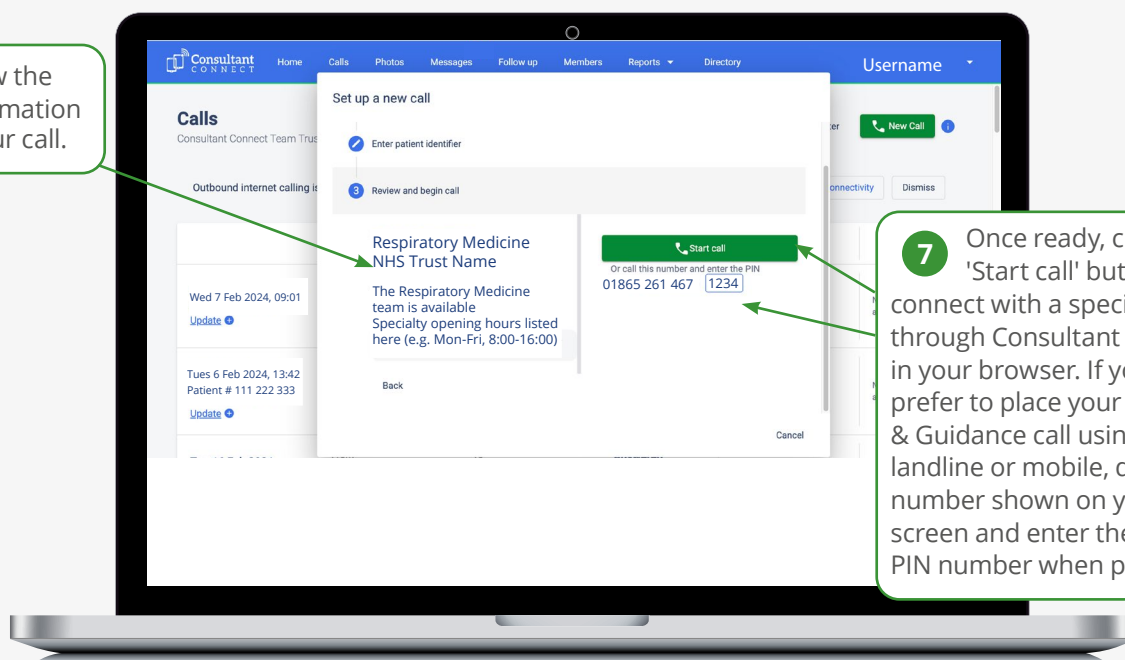 w the
rmation
ur call.
Consultant
CONNECT
Home Calls Photos Messages Follow up Members Reports Directory
Username
Calls
Consultant Connect Team Trus
New Call
Outbound internet calling is
onnectivity
Dismiss
Wed 7 Feb 2024, 09:01
Update
Tues 6 Feb 2024, 13:42
Patient # 111 222 333
Update
Set up a new call
Enter patient identifier
3 Review and begin call
Respiratory Medicine
NHS Trust Name
The Respiratory Medicine
team is available
Specialty opening hours listed
here (e.g. Mon-Fri, 8:00-16:00)
Start call
Or call this number and enter the PIN
01865 261 467 1234
Back
Cancel
7 Once ready, c
'Start call' but
connect with a speci
through Consultant
in your browser. If yo
prefer to place your
& Guidance call usin
landline or mobile, d
number shown on y
screen and enter the
PIN number when p